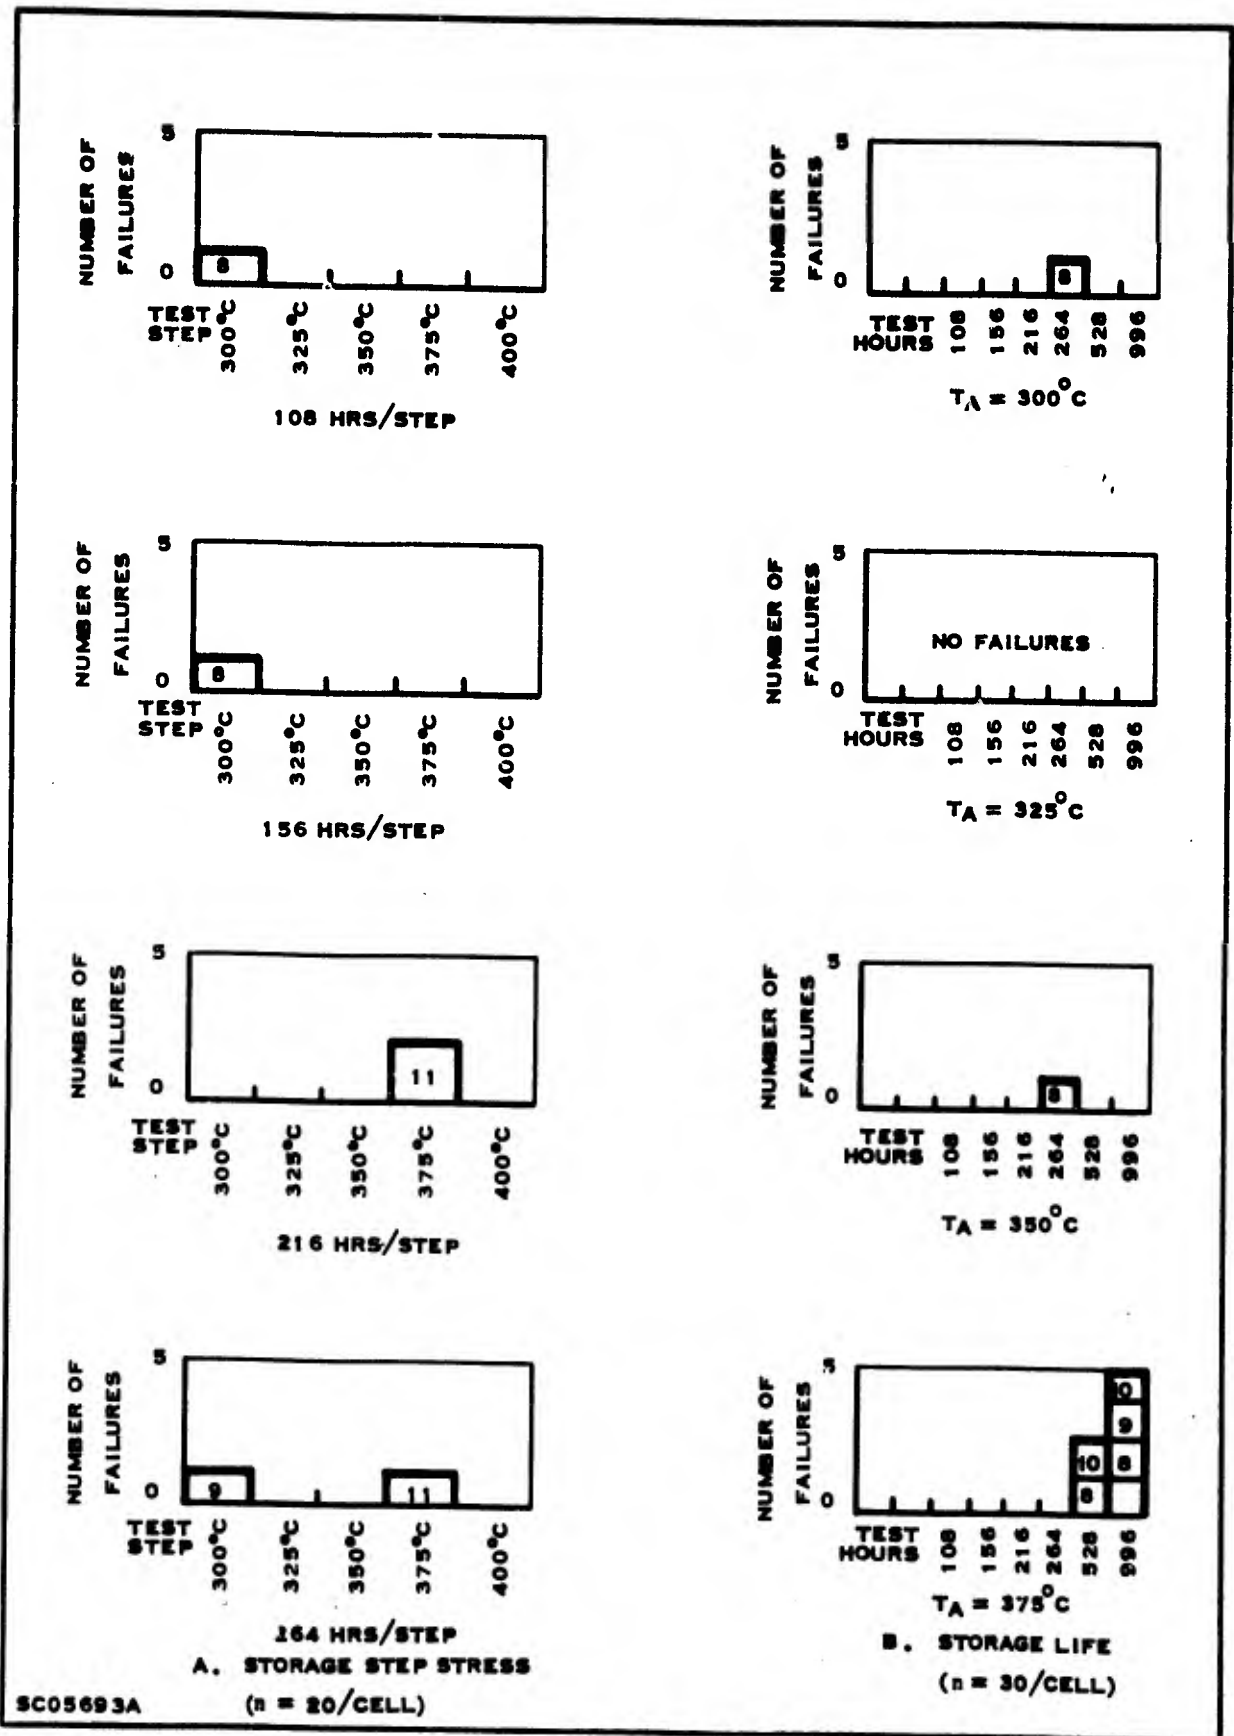 NUMBER OF
FAILURES
5
8
0
TEST
STEP
300°C
325°C
350°C
375°C
400°C
108 HRS/STEP
NUMBER OF
FAILURES
5
8
0
TEST
HOURS
108
156
216
264
528
996
TA = 300°C
NUMBER OF
FAILURES
5
8
0
TEST
STEP
300°C
325°C
350°C
375°C
400°C
156 HRS/STEP
NUMBER OF
FAILURES
5
NO FAILURES
0
TEST
HOURS
108
156
216
264
528
996
TA = 325°C
NUMBER OF
FAILURES
5
11
0
TEST
STEP
300°C
325°C
350°C
375°C
400°C
216 HRS/STEP
NUMBER OF
FAILURES
5
8
0
TEST
HOURS
108
156
216
264
528
996
TA = 350°C
NUMBER OF
FAILURES
5
9
11
0
TEST
STEP
300°C
325°C
350°C
375°C
400°C
264 HRS/STEP
A. STORAGE STEP STRESS
(n = 20/CELL)
NUMBER OF
FAILURES
5
10
9
10 8
8
0
TEST
HOURS
108
156
216
264
528
996
TA = 375°C
B. STORAGE LIFE
(n = 30/CELL)
SC05693A